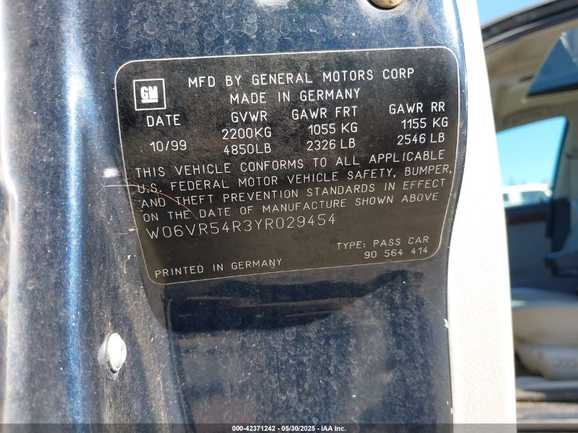 GM
MFD BY GENERAL MOTORS CORP
MADE IN GERMANY
DATE GVWR GAWR FRT GAWR RR
2200KG 1055 KG 1155 KG
10/99 4850LB 2326 LB 2546 LB
THIS VEHICLE CONFORMS TO ALL APPLICABLE
U.S. FEDERAL MOTOR VEHICLE SAFETY, BUMPER,
AND THEFT PREVENTION STANDARDS IN EFFECT
ON THE DATE OF MANUFACTURE SHOWN ABOVE
W06VR54R3YR029454
TYPE: PASS CAR
PRINTED IN GERMANY 90 564 414
000-42371242 - 05/30/2025 - IAA Inc.